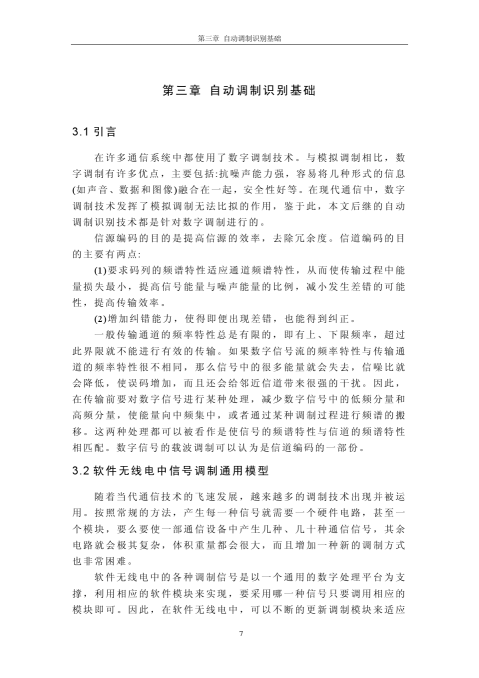 第三章 自动调制识别基础
第三章 自动调制识别基础
3.1 引言
在许多通信系统中都使用了数字调制技术。与模拟调制相比，数
字调制有许多优点，主要包括:抗噪声能力强，容易将几种形式的信息
(如声音、数据和图像)融合在一起，安全性好等。在现代通信中，数字
调制技术发挥了模拟调制无法比拟的作用，鉴于此，本文后继的自动
调制识别技术都是针对数字调制进行的。
信源编码的目的是提高信源的效率，去除冗余度。信道编码的目
的主要有两点:
(1)要求码列的频谱特性适应通道频谱特性，从而使传输过程中能
量损失最小，提高信号能量与噪声能量的比例，减小发生差错的可能
性，提高传输效率。
(2)增加纠错能力，使得即便出现差错，也能得到纠正。
一般传输通道的频率特性总是有限的，即有上、下限频率，超过
此界限就不能进行有效的传输。如果数字信号流的频率特性与传输通
道的频率特性很不相同，那么信号中的很多能量就会失去，信噪比就
会降低，使误码增加，而且还会给邻近信道带来很强的干扰。因此，
在传输前要对数字信号进行某种处理，减少数字信号中的低频分量和
高频分量，使能量向中频集中，或者通过某种调制过程进行频谱的搬
移。这两种处理都可以被看作是使信号的频谱特性与信道的频谱特性
相匹配。数字信号的载波调制可以认为是信道编码的一部份。
3.2 软件无线电中信号调制通用模型
随着当代通信技术的飞速发展，越来越多的调制技术出现并被运
用。按照常规的方法，产生每一种信号就需要一个硬件电路，甚至一
个模块，要么要使一部通信设备中产生几种、几十种通信信号，其余
电路就会极其复杂，体积重量都会很大，而且增加一种新的调制方式
也非常困难。
软件无线电中的各种调制信号是以一个通用的数字处理平台为支
撑，利用相应的软件模块来实现，要采用哪一种信号只要调用相应的
模块即可。因此，在软件无线电中，可以不断的更新调制模块来适应
7